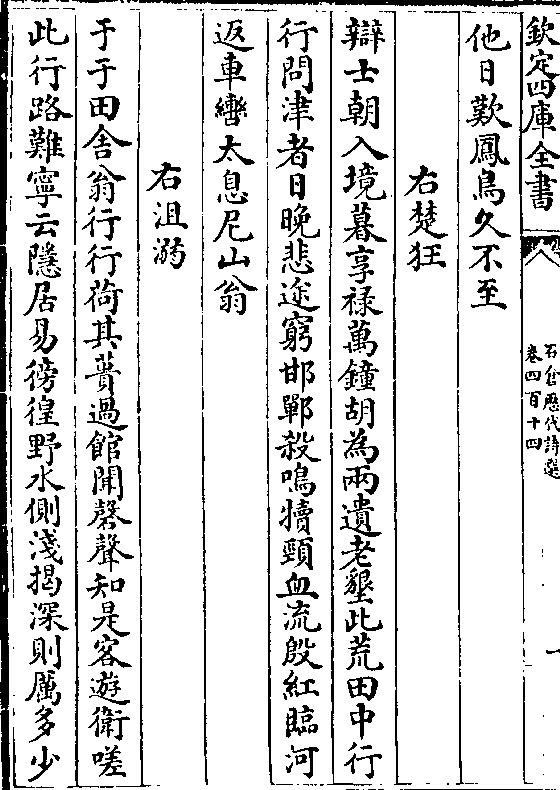 欽定四庫全書
石倉歷代詩選
卷四百十四
他日歎鳳鳥久不至
右楚狂
辯士朝入境暮享祿萬鐘胡為兩遺老墾此荒田中行
行問津者日晚悲途窮邯鄲殺鳴犢頸血流殷紅臨河
返車轡太息尼山翁
右沮溺
于于田舍翁行行荷其蕢過館聞磬聲知是客遊衛嗟
此行路難寧云隱居易徬徨野水側淺揭深則厲多少